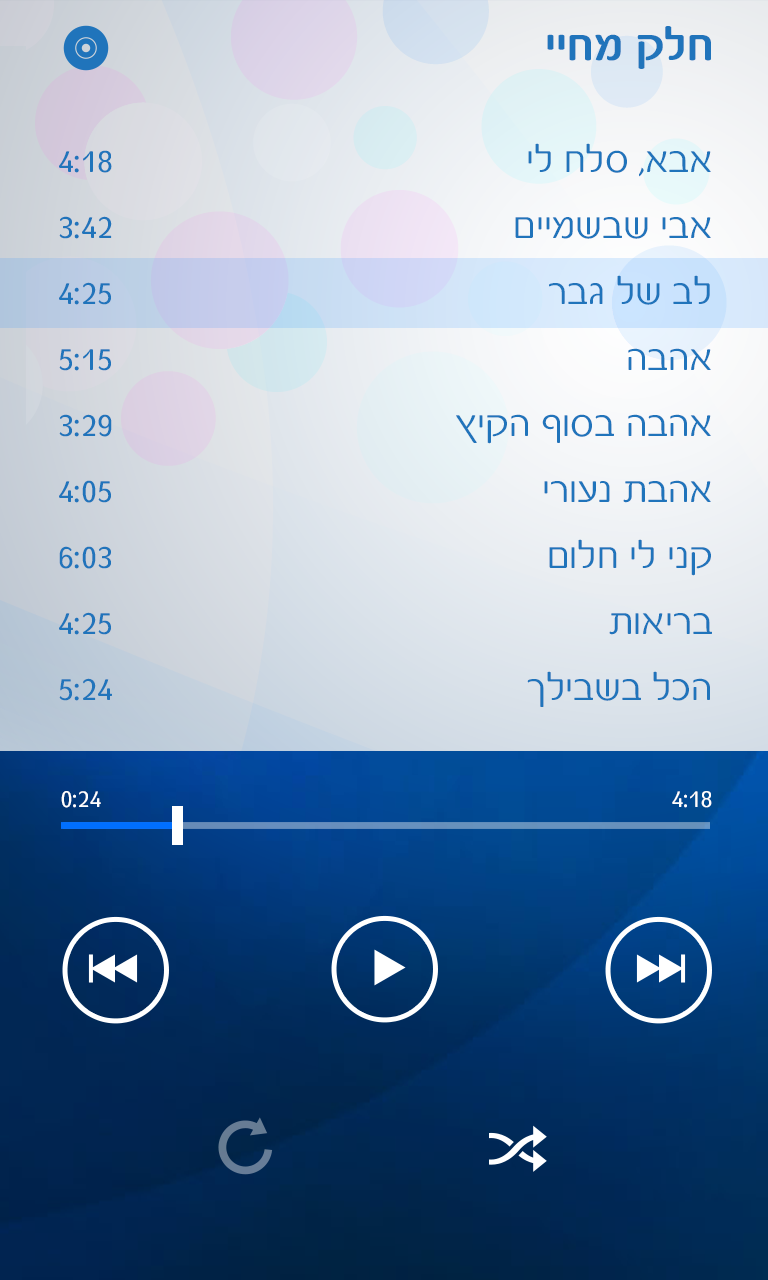 חלק מחיי
אבא, סלח לי 4:18
אבי שבשמיים 3:42
לב של גבר 4:25
אהבה 5:15
אהבה בסוף הקיץ 3:29
אהבת נעורי 4:05
קני לי חלום 6:03
בריאות 4:25
הכל בשבילך 5:24
0:24 4:18